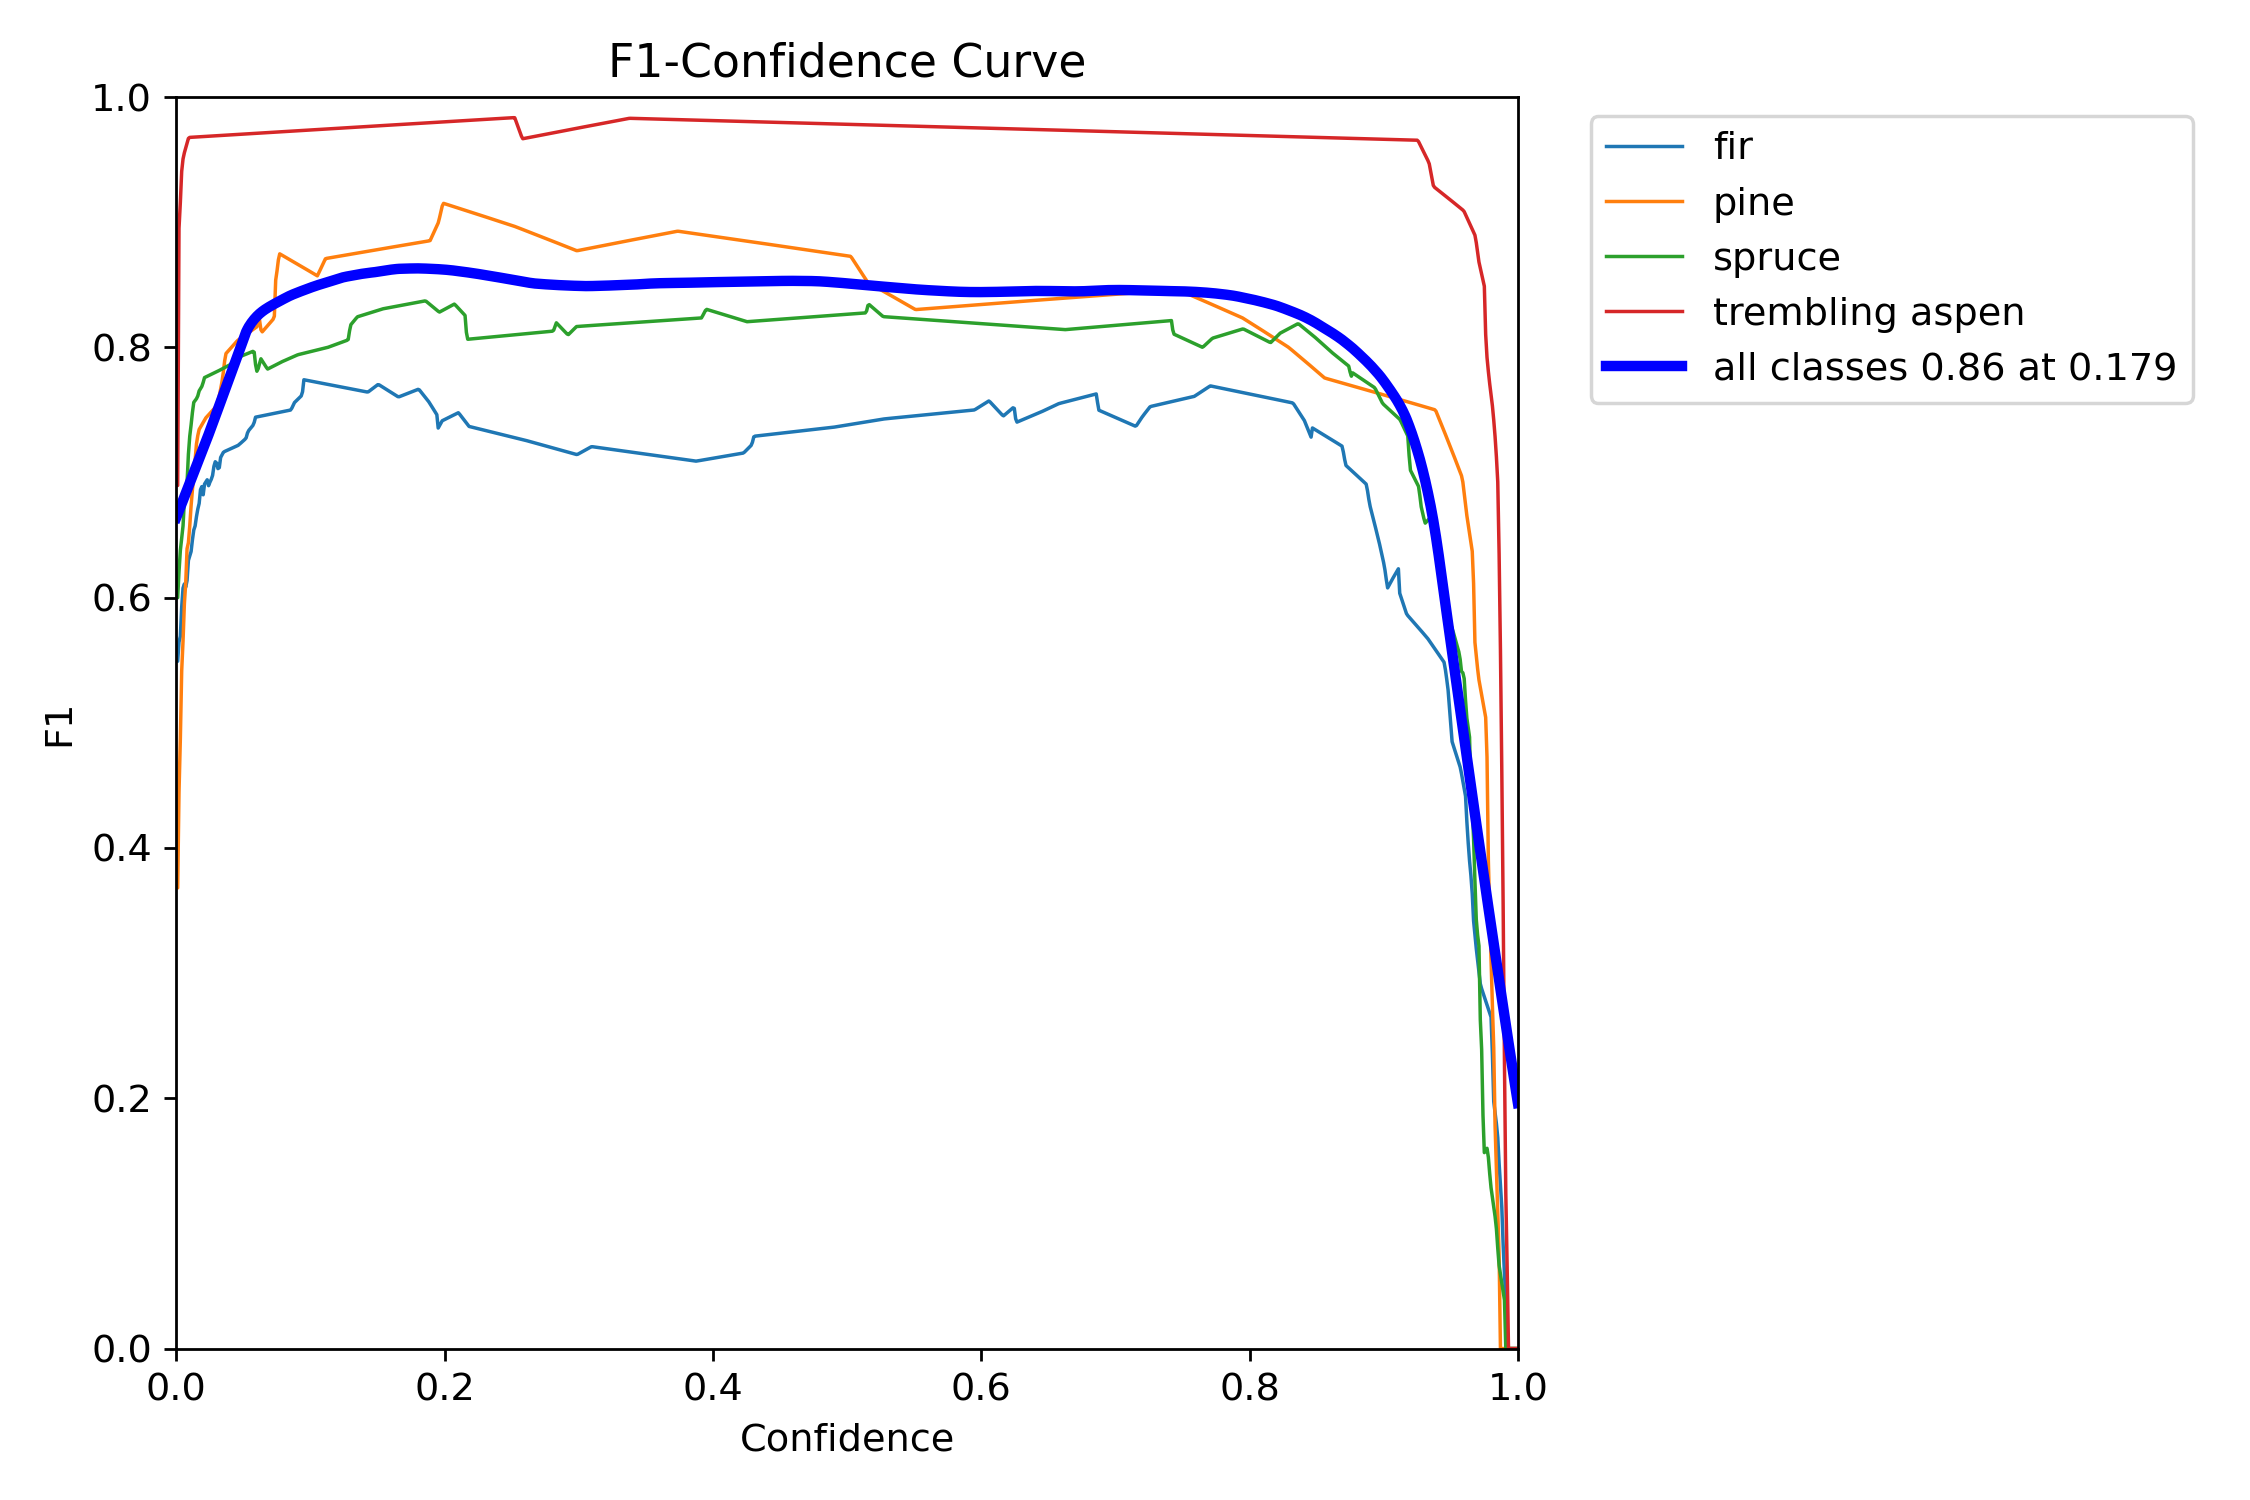 F1-Confidence Curve
1.0
0.8
0.6
0.4
0.2
0.0
F1
0.0 0.2 0.4 0.6 0.8 1.0
Confidence
fir
pine
spruce
trembling aspen
all classes 0.86 at 0.179